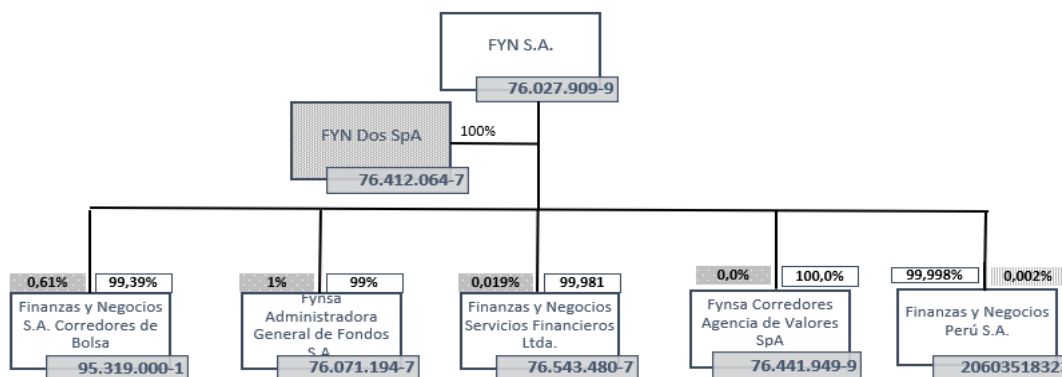 FYN S.A.
76.027.909-9
FYN Dos SpA
100%
76.412.064-7
0,61% 99,39% 1% 99% 0,019% 99,981 0,0% 100,0% 99,998% 0,002%
Finanzas y Negocios
S.A. Corredores de
Bolsa
95.319.000-1
Fynsa
Administradora
General de Fondos
S.A.
76.071.194-7
Finanzas y Negocios
Servicios Financieros
Ltda.
76.543.480-7
Fynsa Corredores
Agencia de Valores
SpA
76.441.949-9
Finanzas y Negocios
Perú S.A.
2060351832